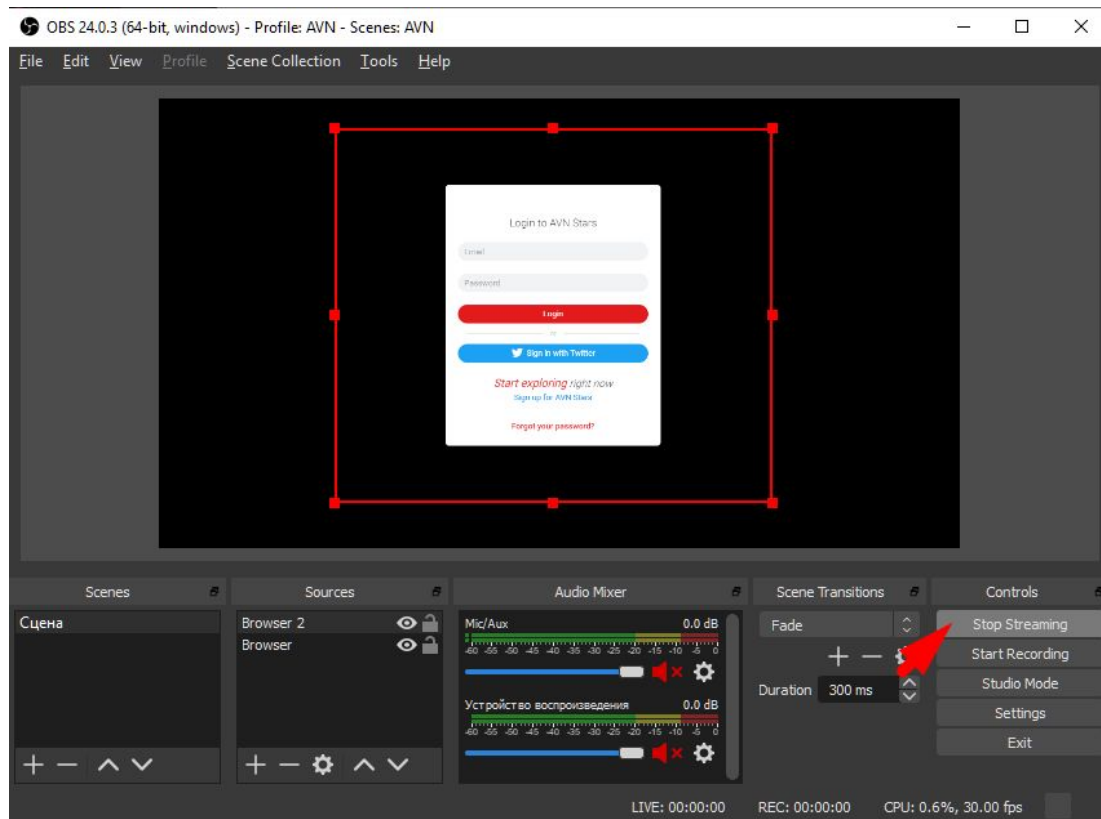 OBS 24.0.3 (64-bit, windows) - Profile: AVN - Scenes: AVN
File Edit View Profile Scene Collection Tools Help
Login to AVN Stars
Email
Password
Login
or
Sign in with Twitter
Start exploring right now
Sign up for AVN Stars
Forgot your password?
Scenes Sources Audio Mixer Scene Transitions Controls
Сцена
Browser 2
Browser
Mic/Aux 0.0 dB
-60 -55 -50 -45 -40 -35 -30 -25 -20 -15 -10 -5 0
Устройство воспроизведения 0.0 dB
-60 -55 -50 -45 -40 -35 -30 -25 -20 -15 -10 -5 0
Fade
Duration 300 ms
Stop Streaming
Start Recording
Studio Mode
Settings
Exit
LIVE: 00:00:00 REC: 00:00:00 CPU: 0.6%, 30.00 fps